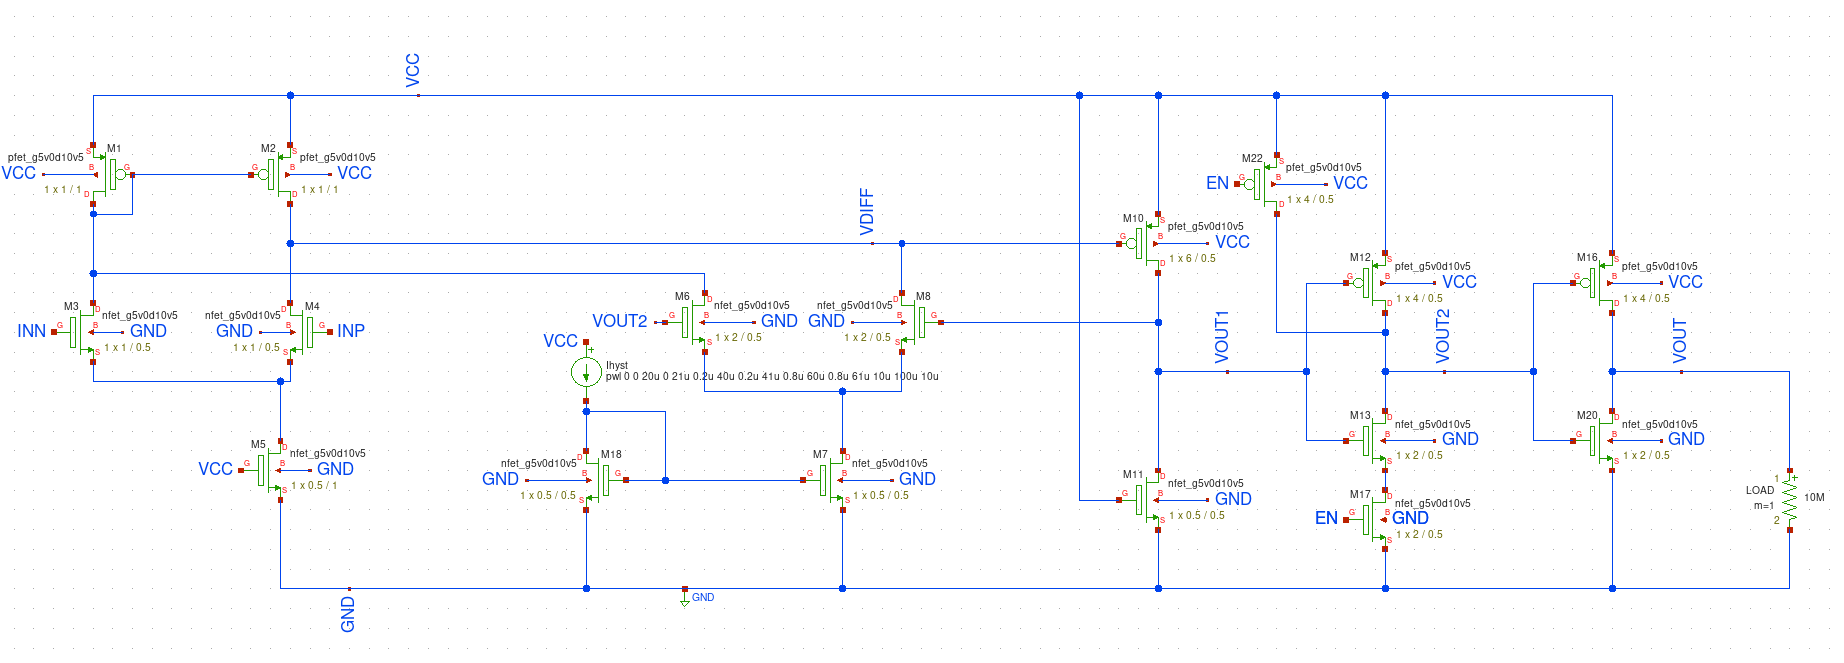 VCC
M1
pfet_g5v0d10v5
S
B
G
D
VCC
1 x 1 / 1
M2
pfet_g5v0d10v5
S
B
G
D
VCC
1 x 1 / 1
VDIFF
M3
nfet_g5v0d10v5
INN
G
D
B
S
GND
1 x 1 / 0.5
M4
nfet_g5v0d10v5
GND
D
B
S
G
INP
1 x 1 / 0.5
M5
nfet_g5v0d10v5
VCC
G
D
B
S
GND
1 x 0.5 / 1
GND
M6
nfet_g5v0d10v5
VOUT2
G
D
B
S
GND
1 x 2 / 0.5
M8
nfet_g5v0d10v5
GND
D
B
S
G
1 x 2 / 0.5
VCC
+
Ihyst
pwl 0 0 20u 0 21u 0.2u 40u 0.2u 41u 0.8u 60u 0.8u 61u 10u 100u 10u
M18
nfet_g5v0d10v5
GND
D
B
S
G
1 x 0.5 / 0.5
M7
nfet_g5v0d10v5
G
D
B
S
GND
1 x 0.5 / 0.5
GND
M10
pfet_g5v0d10v5
G
S
B
D
VCC
1 x 6 / 0.5
M11
nfet_g5v0d10v5
G
D
B
S
GND
1 x 0.5 / 0.5
VOUT1
M22
pfet_g5v0d10v5
EN
G
S
B
D
VCC
1 x 4 / 0.5
M12
pfet_g5v0d10v5
G
S
B
D
VCC
1 x 4 / 0.5
VOUT2
M13
nfet_g5v0d10v5
G
D
B
S
GND
1 x 2 / 0.5
M17
nfet_g5v0d10v5
EN
G
D
B
S
GND
1 x 2 / 0.5
M16
pfet_g5v0d10v5
G
S
B
D
VCC
1 x 4 / 0.5
VOUT
M20
nfet_g5v0d10v5
G
D
B
S
GND
1 x 2 / 0.5
1
+
LOAD
10M
m=1
2